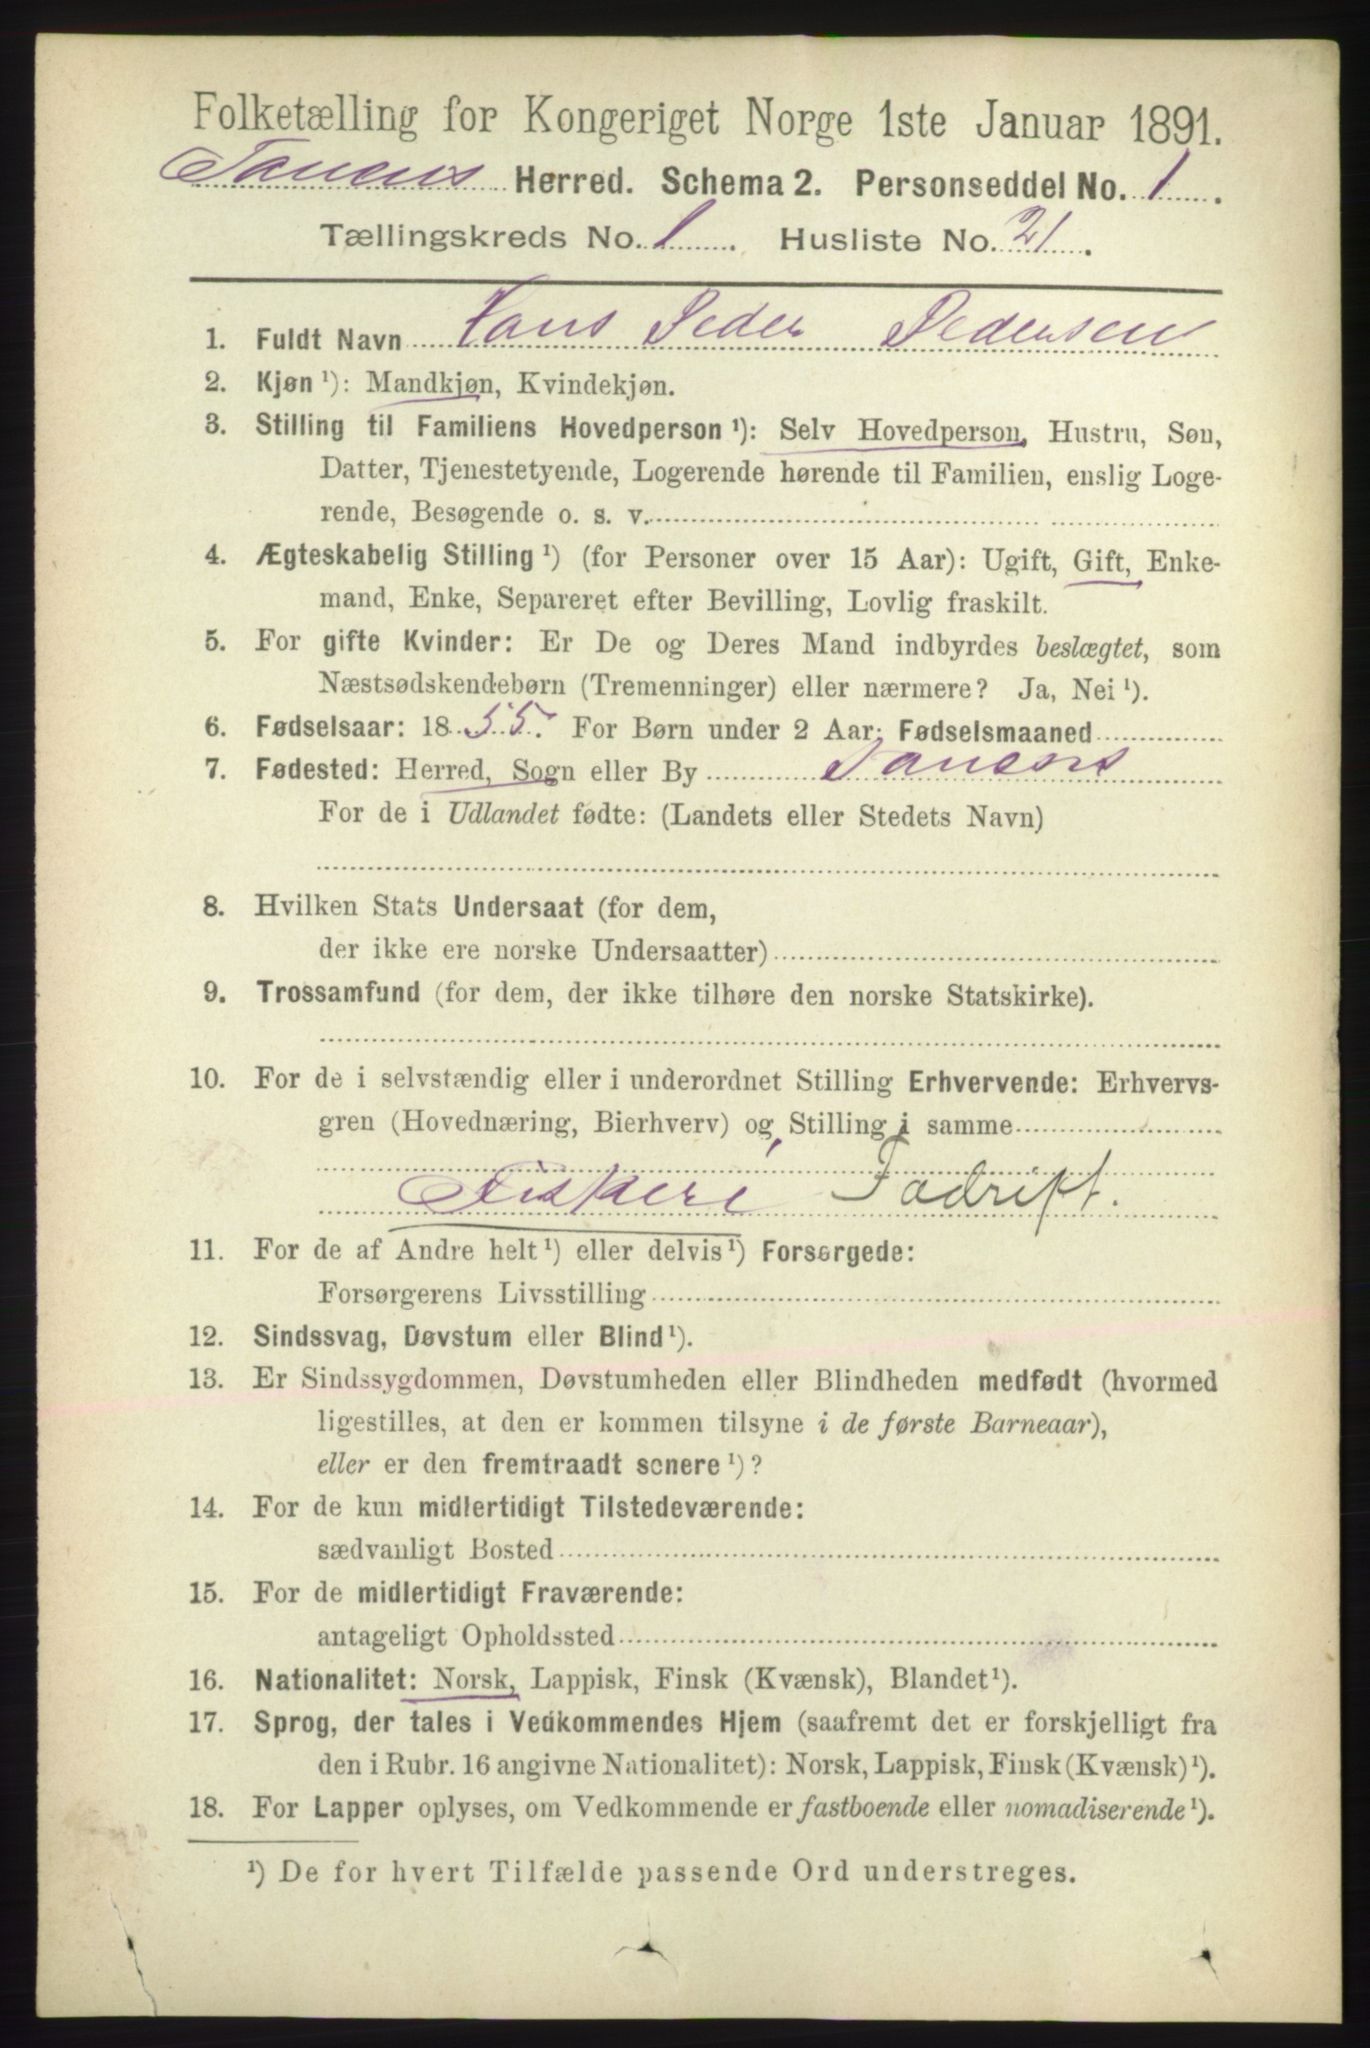 Folketælling for Kongeriget Norge 1ste Januar 1891.
Tanens Herred. Schema 2. Personseddel No. 1.
Tællingskreds No. 1. Husliste No. 21.
1. Fuldt Navn Hans Peder Pedersen
2. Kjøn ¹): Mandkjøn, Kvindekjøn.
3. Stilling til Familiens Hovedperson ¹): Selv Hovedperson, Hustru, Søn,
Datter, Tjenestetyende, Logerende hørende til Familien, enslig Loge-
rende, Besøgende o. s. v.
4. Ægteskabelig Stilling ¹) (for Personer over 15 Aar): Ugift, Gift, Enke-
mand, Enke, Separeret efter Bevilling, Lovlig fraskilt.
5. For gifte Kvinder: Er De og Deres Mand indbyrdes beslægtet, som
Næstsødskendebørn (Tremenninger) eller nærmere? Ja, Nei ¹).
6. Fødselsaar: 1855. For Børn under 2 Aar: Fødselsmaaned
7. Fødested: Herred, Sogn eller By Tanens
For de i Udlandet fødte: (Landets eller Stedets Navn)
8. Hvilken Stats Undersaat (for dem,
der ikke ere norske Undersaatter)
9. Trossamfund (for dem, der ikke tilhøre den norske Statskirke).
10. For de i selvstændig eller i underordnet Stilling Erhvervende: Erhvervs-
gren (Hovednæring, Bierhverv) og Stilling i samme
Fiskeri Fædrift.
11. For de af Andre helt ¹) eller delvis ¹) Forsørgede:
Forsørgerens Livsstilling
12. Sindssvag, Døvstum eller Blind ¹).
13. Er Sindssygdommen, Døvstumheden eller Blindheden medfødt (hvormed
ligestilles, at den er kommen tilsyne i de første Barneaar),
eller er den fremtraadt senere ¹)?
14. For de kun midlertidigt Tilstedeværende:
sædvanligt Bosted
15. For de midlertidigt Fraværende:
antageligt Opholdssted
16. Nationalitet: Norsk, Lappisk, Finsk (Kvænsk), Blandet ¹).
17. Sprog, der tales i Vedkommendes Hjem (saafremt det er forskjelligt fra
den i Rubr. 16 angivne Nationalitet): Norsk, Lappisk, Finsk (Kvænsk) ¹).
18. For Lapper oplyses, om Vedkommende er fastboende eller nomadiserende ¹).
¹) De for hvert Tilfælde passende Ord understreges.